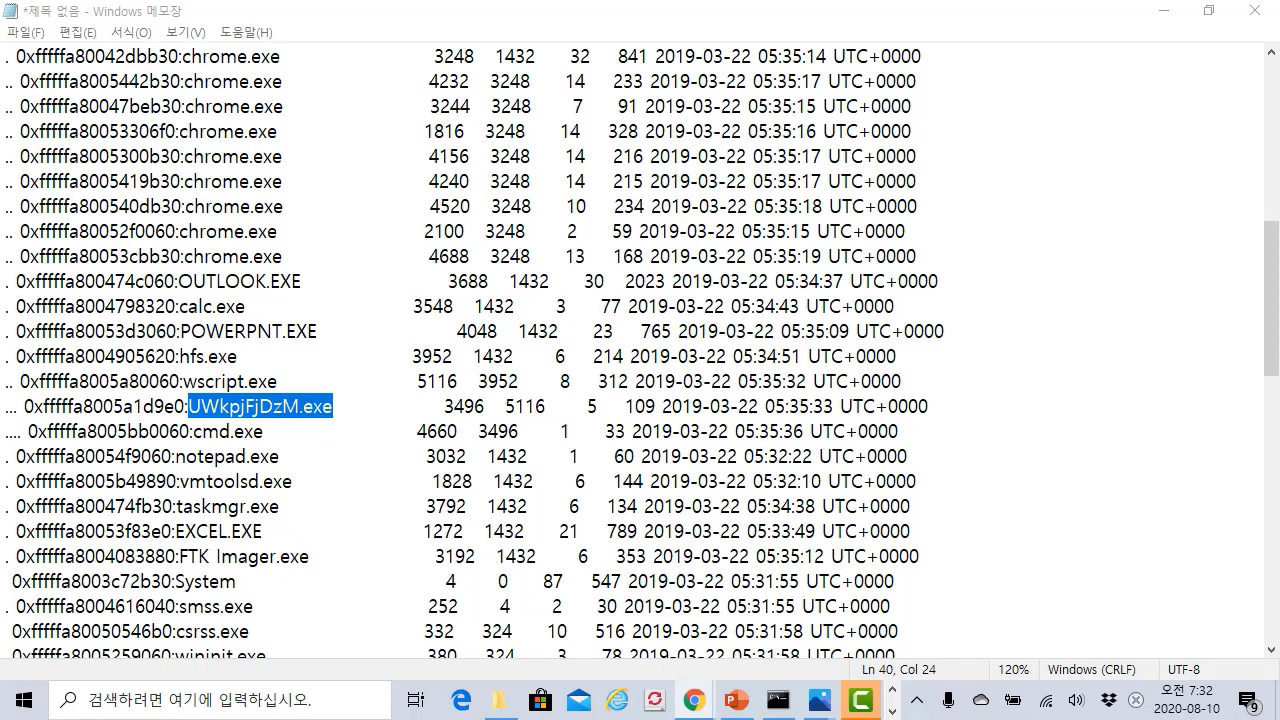 *제목 없음 - Windows 메모장
파일(F) 편집(E) 서식(O) 보기(V) 도움말(H)
. 0xfffffa80042dbb30:chrome.exe 3248 1432 32 841 2019-03-22 05:35:14 UTC+0000
.. 0xfffffa8005442b30:chrome.exe 4232 3248 14 233 2019-03-22 05:35:17 UTC+0000
.. 0xfffffa80047beb30:chrome.exe 3244 3248 7 91 2019-03-22 05:35:15 UTC+0000
.. 0xfffffa80053306f0:chrome.exe 1816 3248 14 328 2019-03-22 05:35:16 UTC+0000
.. 0xfffffa8005300b30:chrome.exe 4156 3248 14 216 2019-03-22 05:35:17 UTC+0000
.. 0xfffffa8005419b30:chrome.exe 4240 3248 14 215 2019-03-22 05:35:17 UTC+0000
.. 0xfffffa800540db30:chrome.exe 4520 3248 10 234 2019-03-22 05:35:18 UTC+0000
.. 0xfffffa80052f0060:chrome.exe 2100 3248 2 59 2019-03-22 05:35:15 UTC+0000
.. 0xfffffa80053cbb30:chrome.exe 4688 3248 13 168 2019-03-22 05:35:19 UTC+0000
. 0xfffffa800474c060:OUTLOOK.EXE 3688 1432 30 2023 2019-03-22 05:34:37 UTC+0000
. 0xfffffa8004798320:calc.exe 3548 1432 3 77 2019-03-22 05:34:43 UTC+0000
. 0xfffffa80053d3060:POWERPNT.EXE 4048 1432 23 765 2019-03-22 05:35:09 UTC+0000
. 0xfffffa8004905620:hfs.exe 3952 1432 6 214 2019-03-22 05:34:51 UTC+0000
.. 0xfffffa8005a80060:wscript.exe 5116 3952 8 312 2019-03-22 05:35:32 UTC+0000
... 0xfffffa8005a1d9e0:UWkpjFjDzM.exe 3496 5116 5 109 2019-03-22 05:35:33 UTC+0000
.... 0xfffffa8005bb0060:cmd.exe 4660 3496 1 33 2019-03-22 05:35:36 UTC+0000
. 0xfffffa80054f9060:notepad.exe 3032 1432 1 60 2019-03-22 05:32:22 UTC+0000
. 0xfffffa8005b49890:vmtoolsd.exe 1828 1432 6 144 2019-03-22 05:32:10 UTC+0000
. 0xfffffa800474fb30:taskmgr.exe 3792 1432 6 134 2019-03-22 05:34:38 UTC+0000
. 0xfffffa80053f83e0:EXCEL.EXE 1272 1432 21 789 2019-03-22 05:33:49 UTC+0000
. 0xfffffa8004083880:FTK Imager.exe 3192 1432 6 353 2019-03-22 05:35:12 UTC+0000
0xfffffa8003c72b30:System 4 0 87 547 2019-03-22 05:31:55 UTC+0000
. 0xfffffa8004616040:smss.exe 252 4 2 30 2019-03-22 05:31:55 UTC+0000
0xfffffa80050546b0:csrss.exe 332 324 10 516 2019-03-22 05:31:58 UTC+0000
0xfffffa8005259060:wininit.exe 380 324 3 78 2019-03-22 05:31:58 UTC+0000
Ln 40, Col 24 120% Windows (CRLF) UTF-8
검색하려면 여기에 입력하십시오.
오전 7:32
2020-08-10
9